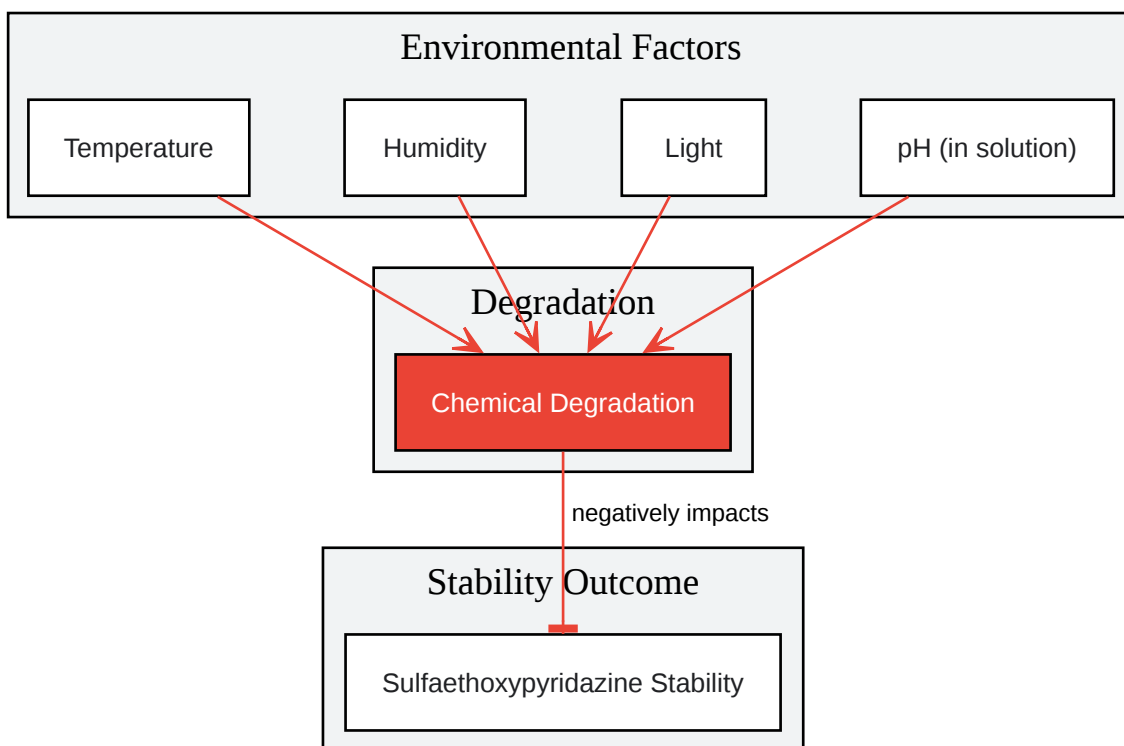 Environmental Factors
Temperature
Humidity
Light
pH (in solution)
Degradation
Chemical Degradation
negatively impacts
Stability Outcome
Sulfaethoxypyridazine Stability